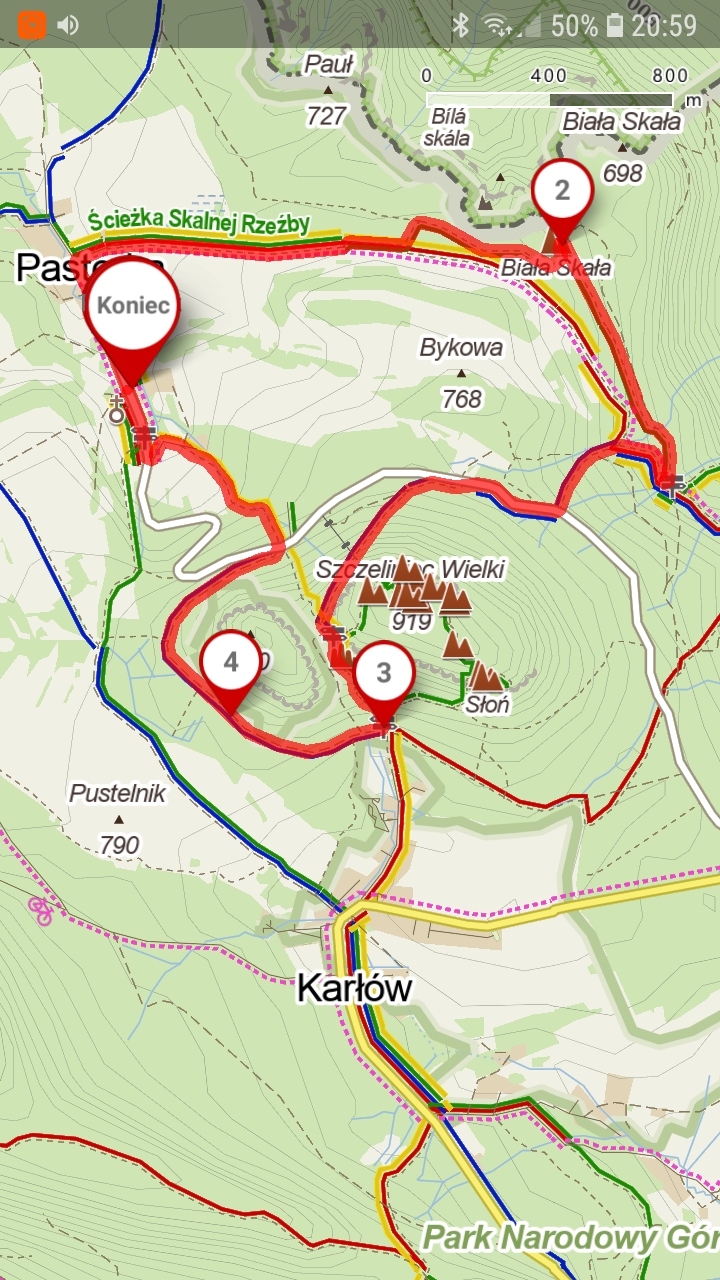 50% 20:59
Pauł
727
0 400 800
m
Bílá
skála
Biała Skała
698
2
Ścieżka Skalnej Rzeźby
Biała Skała
Koniec
Bykowa
768
Wielki
919
4
3
Słoń
Pustelnik
790
Karłów
Park Narodowy Gór